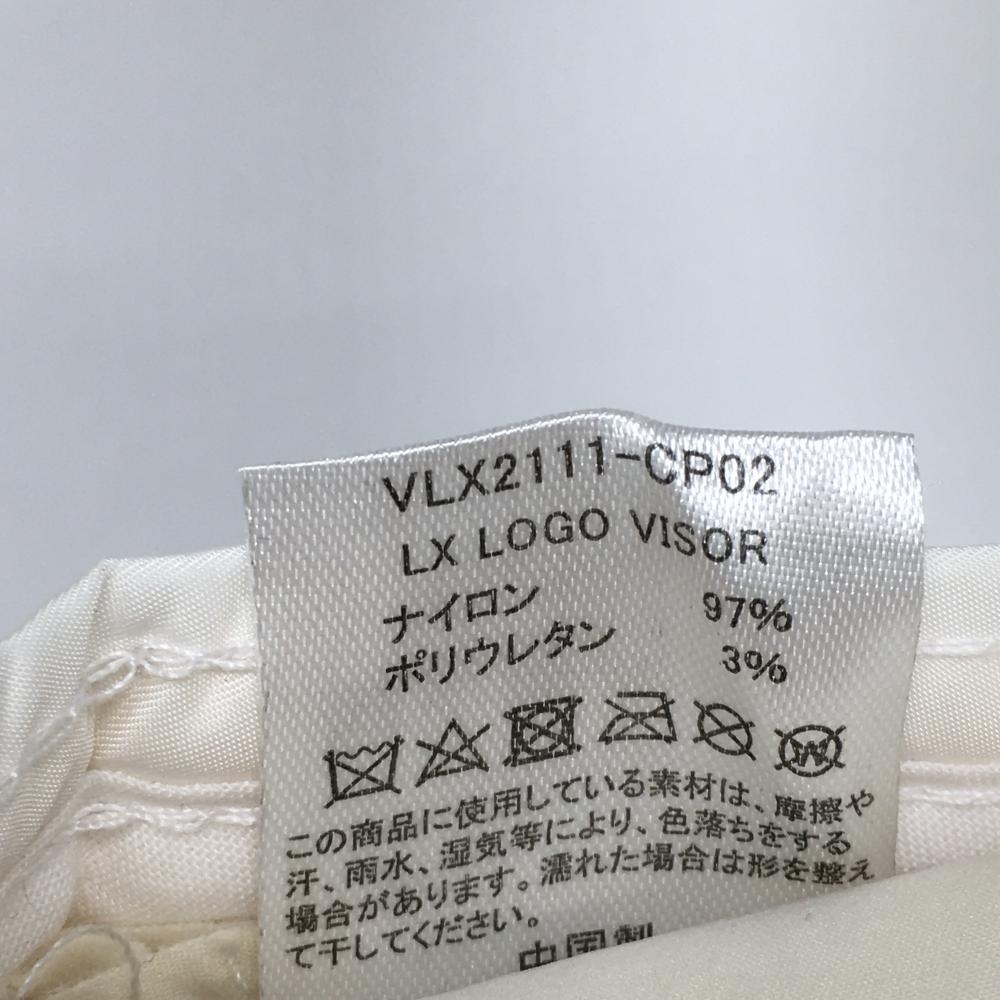 VLX2111-CP02
LX LOGO VISOR
ナイロン 97%
ポリウレタン 3%
W
この商品に使用している素材は、摩擦や
汗、雨水、湿気等により、色落ちをする
場合があります。濡れた場合は形を整え
て干してください。
中国製